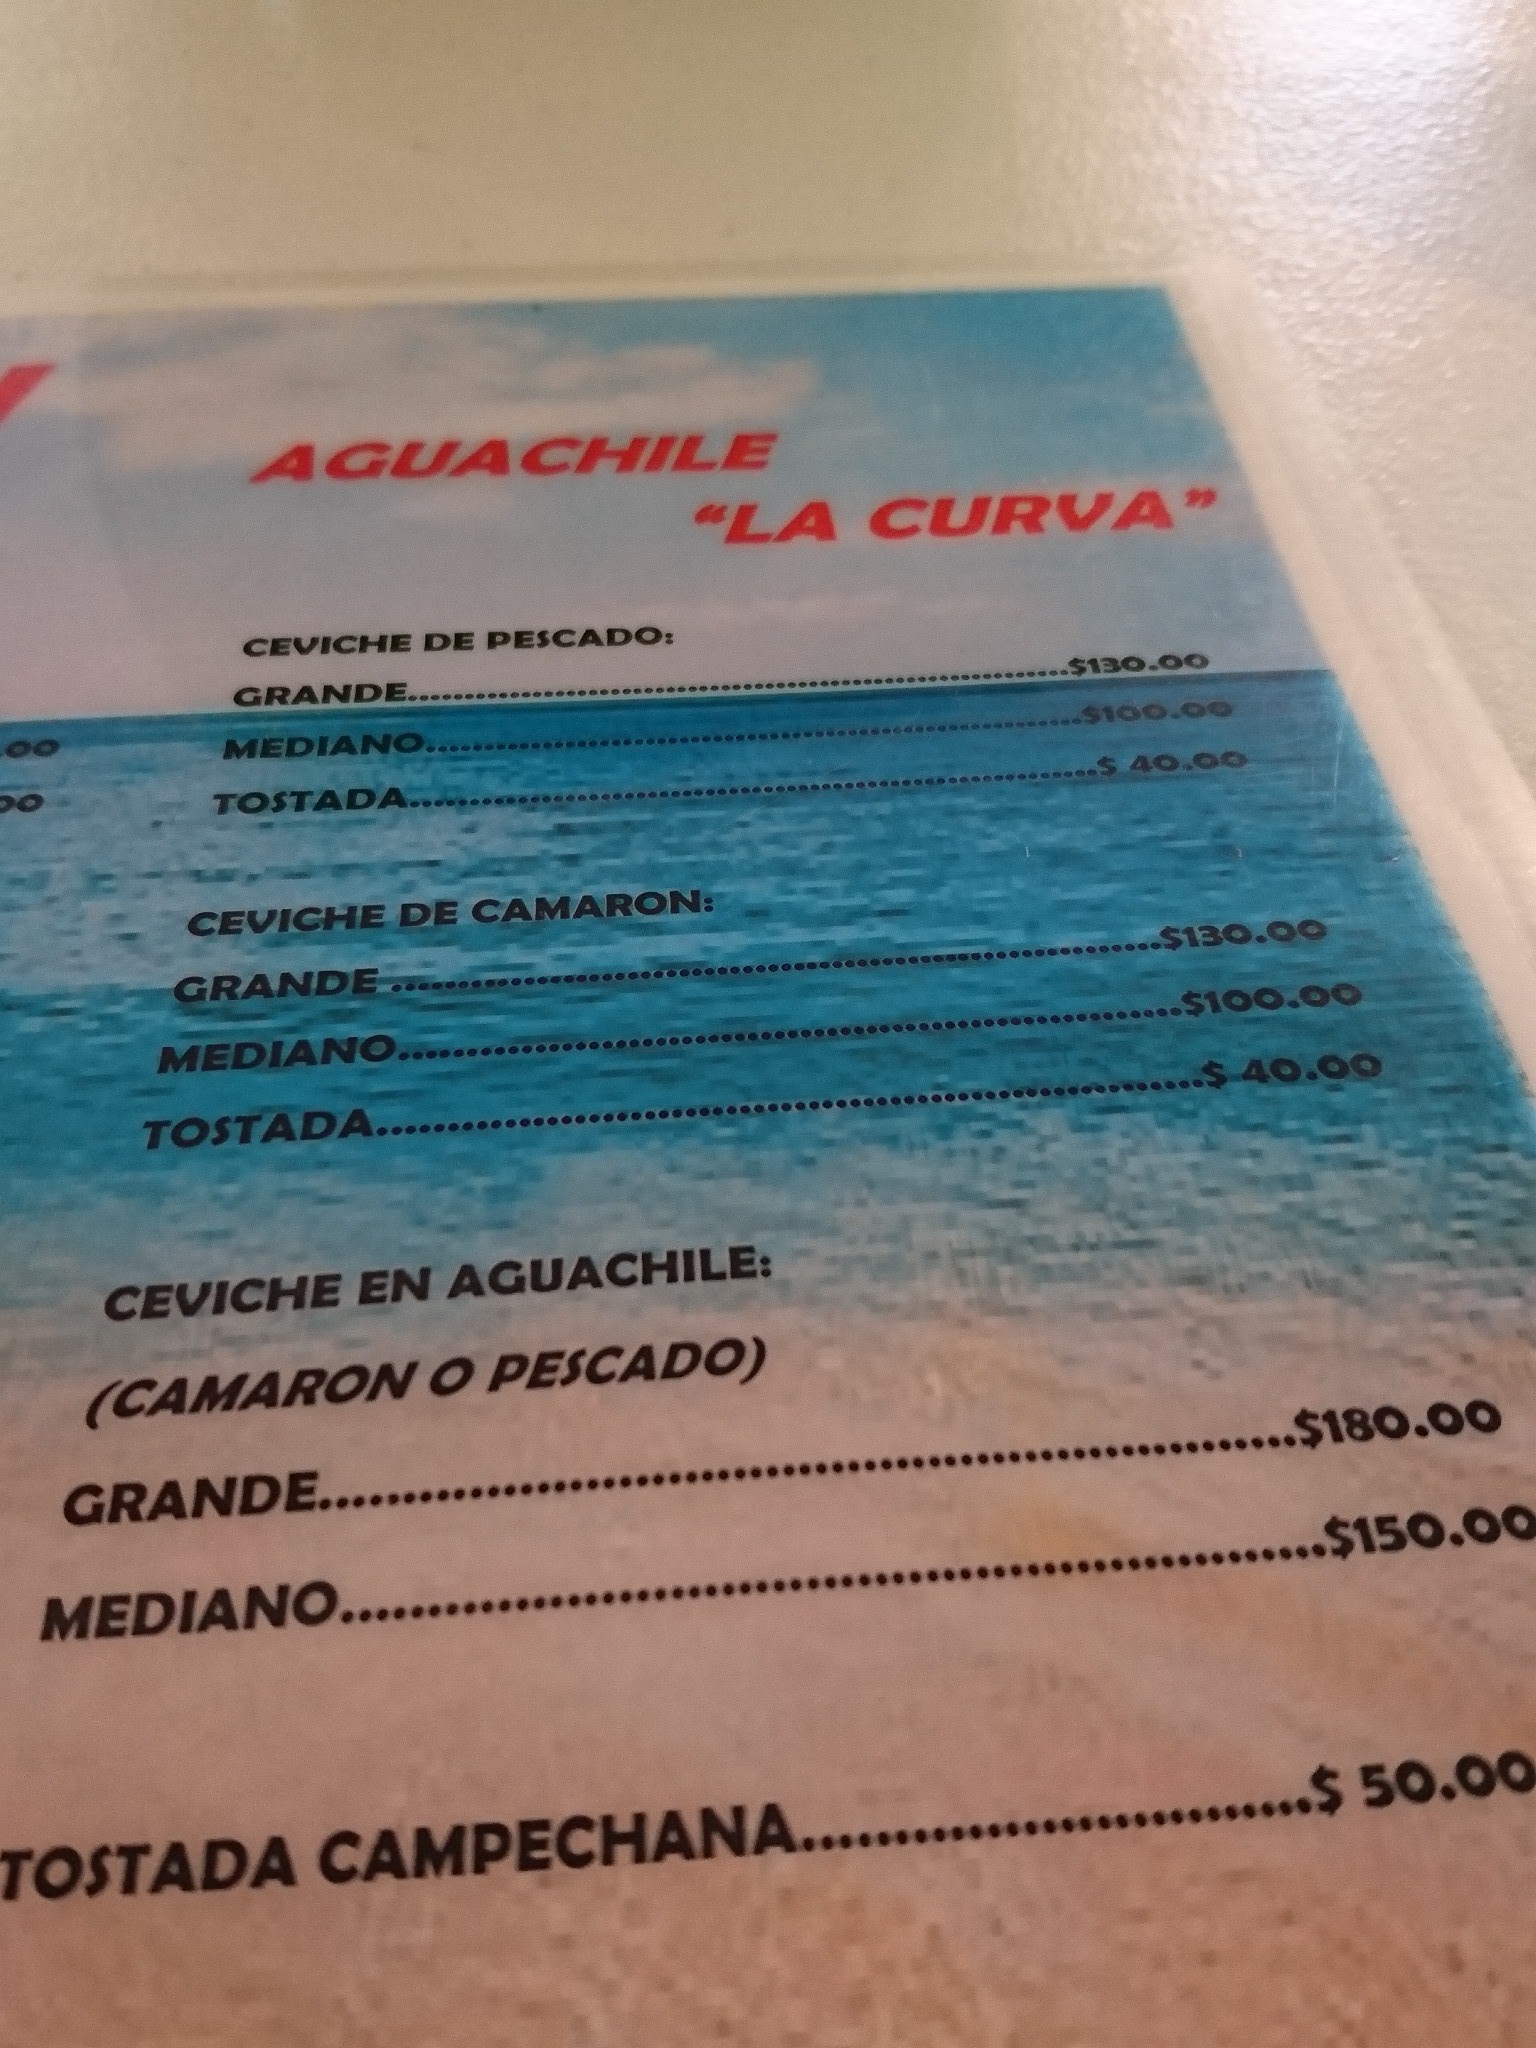 AGUACHILE
"LA CURVA"
CEVICHE DE PESCADO:
GRANDE..............................................................$130.00
MEDIANO..............................................................$100.00
TOSTADA..............................................................$ 40.00
CEVICHE DE CAMARON:
GRANDE ..............................................................$130.00
MEDIANO..............................................................$100.00
TOSTADA..............................................................$ 40.00
CEVICHE EN AGUACHILE:
(CAMARON O PESCADO)
GRANDE..............................................................$180.00
MEDIANO..............................................................$150.00
TOSTADA CAMPECHANA..............................$ 50.00